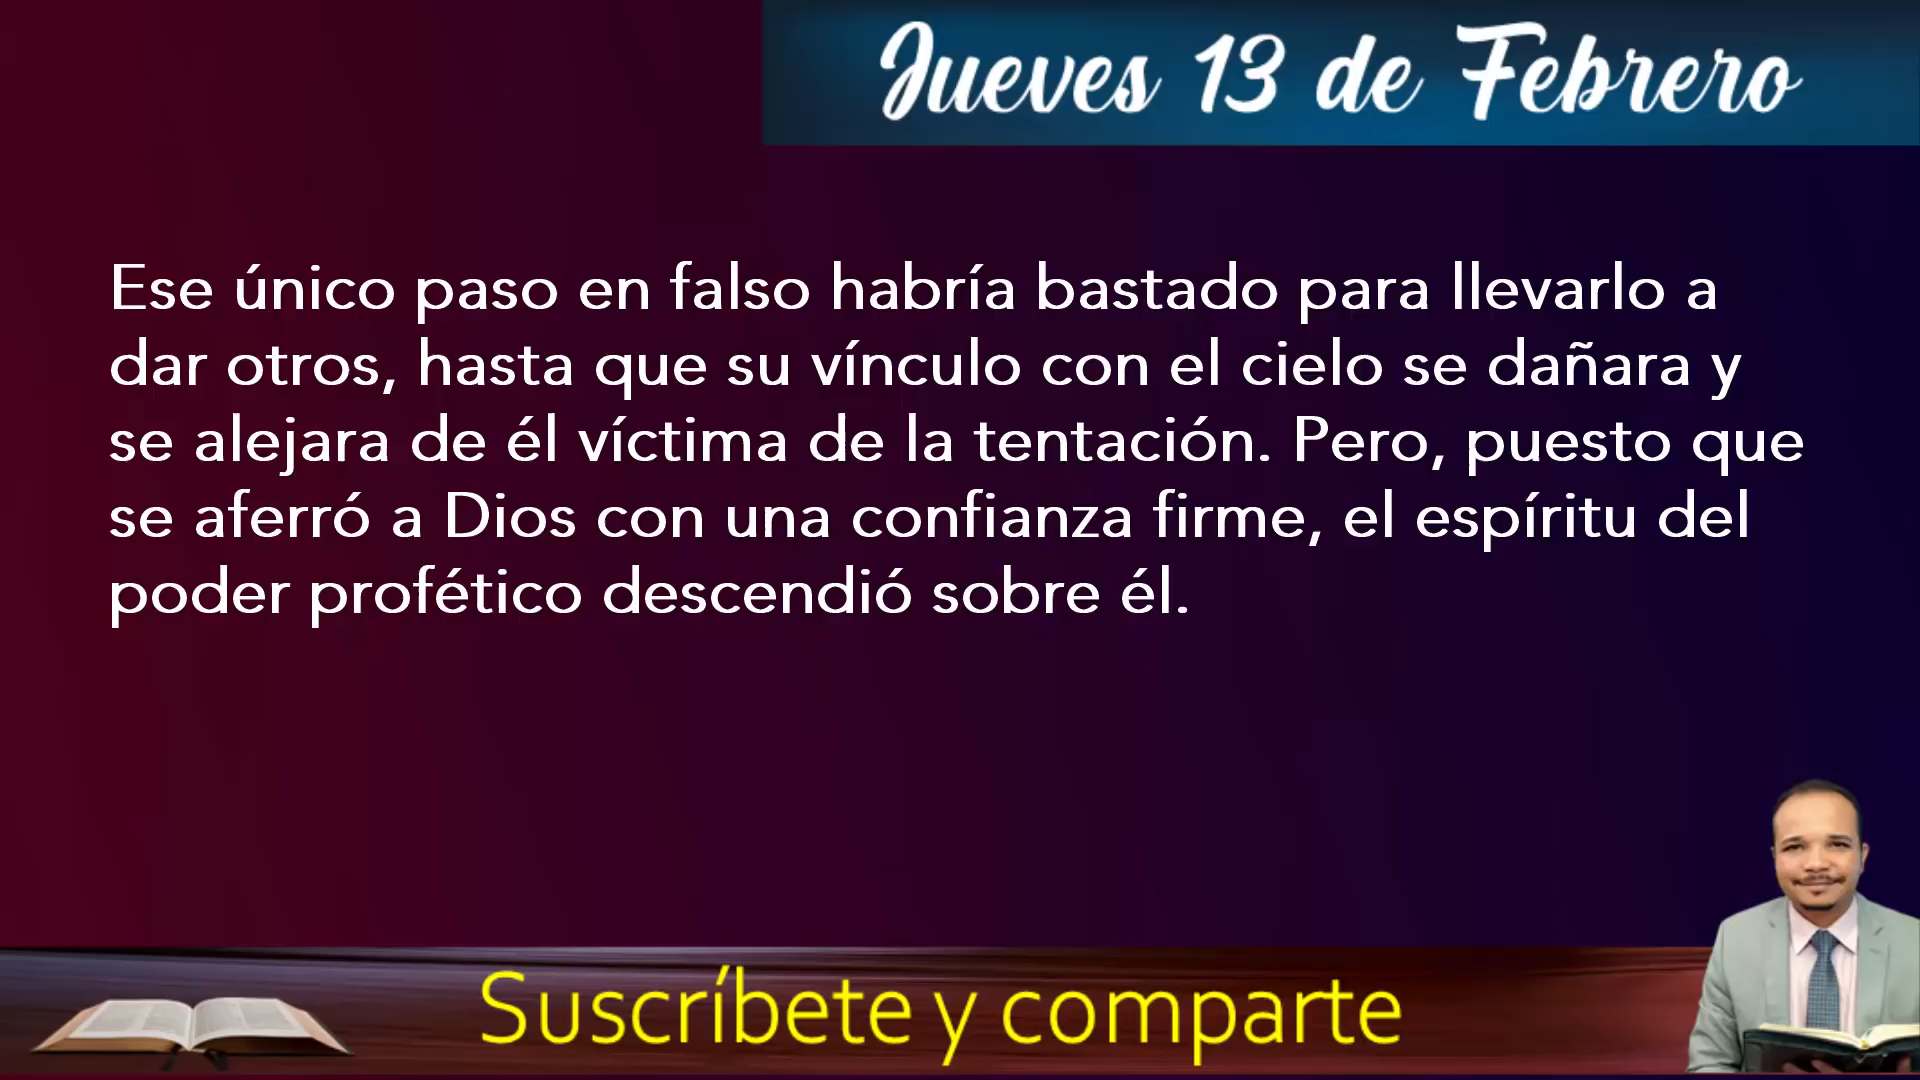 Jueves 13 de Febrero
Ese único paso en falso habría bastado para llevarlo a
dar otros, hasta que su vínculo con el cielo se dañara y
se alejara de él víctima de la tentación. Pero, puesto que
se aferró a Dios con una confianza firme, el espíritu del
poder profético descendió sobre él.
Suscríbete y comparte